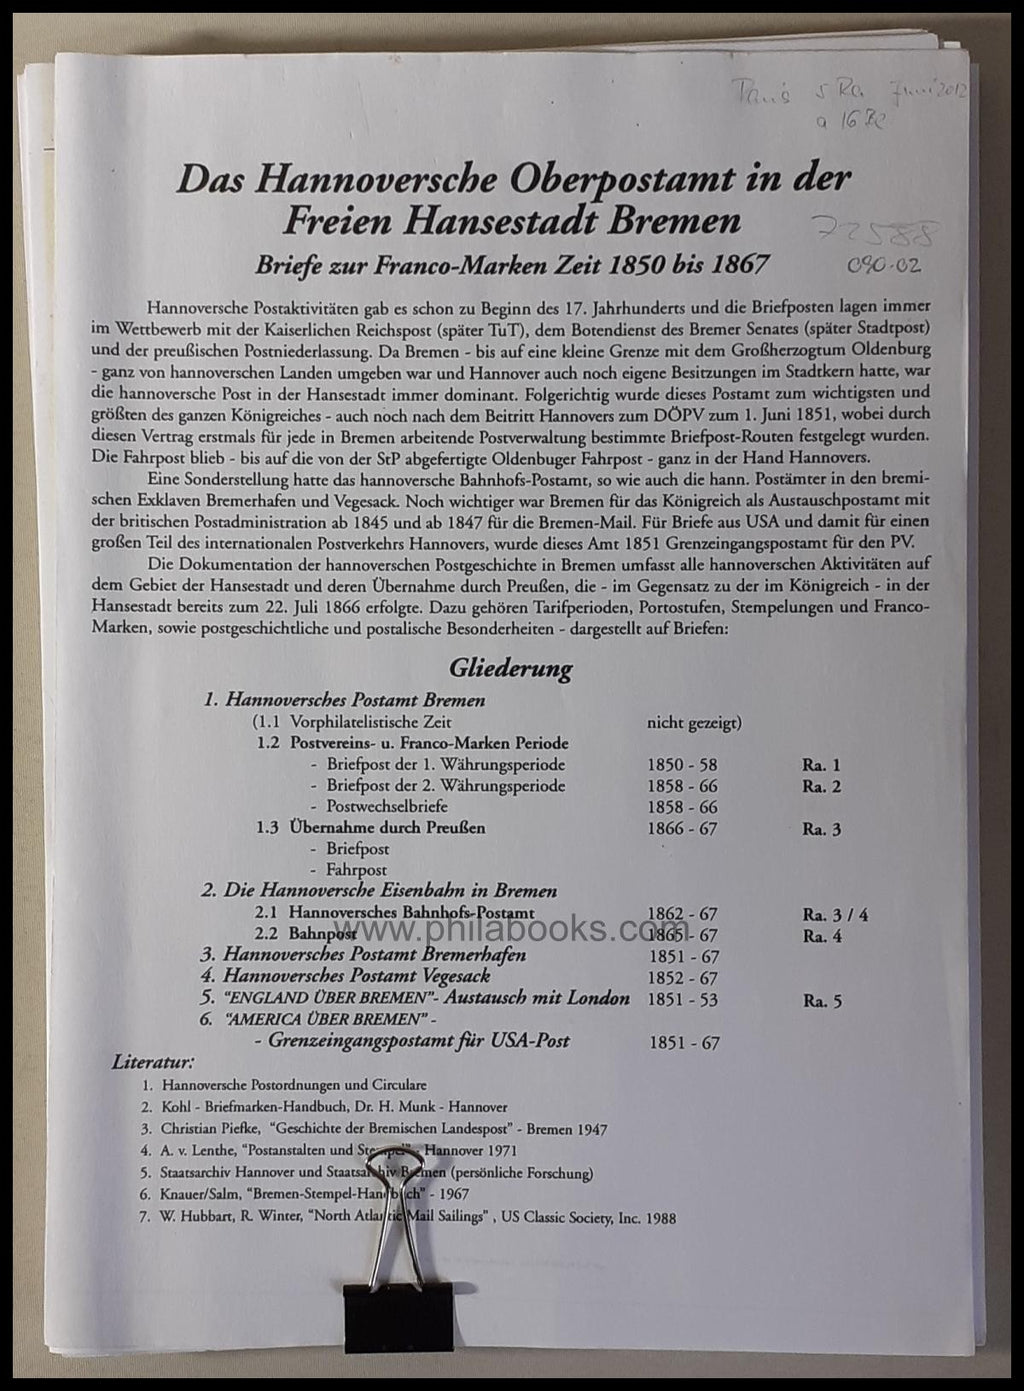 5 Ra. Juni 2012
Das Hannoversche Oberpostamt in der
Freien Hansestadt Bremen
72588
Briefe zur Franco-Marken Zeit 1850 bis 1867
090-02
Hannoversche Postaktivitäten gab es schon zu Beginn des 17. Jahrhunderts und die Briefposten lagen immer
im Wettbewerb mit der Kaiserlichen Reichspost (später TuT), dem Botendienst des Bremer Senates (später Stadtpost)
und der preußischen Postniederlassung. Da Bremen - bis auf eine kleine Grenze mit dem Großherzogtum Oldenburg
- ganz von hannoverschen Landen umgeben war und Hannover auch noch eigene Besitzungen im Stadtkern hatte, war
die hannoversche Post in der Hansestadt immer dominant. Folgerichtig wurde dieses Postamt zum wichtigsten und
größten des ganzen Königreiches - auch noch nach dem Beitritt Hannovers zum DÖPV zum 1. Juni 1851, wobei durch
diesen Vertrag erstmals für jede in Bremen arbeitende Postverwaltung bestimmte Briefpost-Routen festgelegt wurden.
Die Fahrpost blieb - bis auf die von der StP abgefertigte Oldenbuger Fahrpost - ganz in der Hand Hannovers.
Eine Sonderstellung hatte das hannoversche Bahnhofs-Postamt, so wie auch die hann. Postämter in den bremi-
schen Exklaven Bremerhafen und Vegesack. Noch wichtiger war Bremen für das Königreich als Austauschpostamt mit
der britischen Postadministration ab 1845 und ab 1847 für die Bremen-Mail. Für Briefe aus USA und damit für einen
großen Teil des internationalen Postverkehrs Hannovers, wurde dieses Amt 1851 Grenzeingangspostamt für den PV.
Die Dokumentation der hannoverschen Postgeschichte in Bremen umfasst alle hannoverschen Aktivitäten auf
dem Gebiet der Hansestadt und deren Übernahme durch Preußen, die - im Gegensatz zu der im Königreich - in der
Hansestadt bereits zum 22. Juli 1866 erfolgte. Dazu gehören Tarifperioden, Portostufen, Stempelungen und Franco-
Marken, sowie postgeschichtliche und postalische Besonderheiten - dargestellt auf Briefen:
Gliederung
1. Hannoversches Postamt Bremen
(1.1 Vorphilatelistische Zeit nicht gezeigt)
1.2 Postvereins- u. Franco-Marken Periode
- Briefpost der 1. Währungsperiode 1850 - 58 Ra. 1
- Briefpost der 2. Währungsperiode 1858 - 66 Ra. 2
- Postwechselbriefe 1858 - 66
1.3 Übernahme durch Preußen 1866 - 67 Ra. 3
- Briefpost
- Fahrpost
2. Die Hannoversche Eisenbahn in Bremen
2.1 Hannoversches Bahnhofs-Postamt 1862 - 67 Ra. 3 / 4
2.2 Bahnpost 1865 - 67 Ra. 4
www.philabooks.com
3. Hannoversches Postamt Bremerhafen 1851 - 67
4. Hannoversches Postamt Vegesack 1852 - 67
5. "ENGLAND ÜBER BREMEN"- Austausch mit London 1851 - 53 Ra. 5
6. "AMERICA ÜBER BREMEN" -
- Grenzeingangspostamt für USA-Post 1851 - 67
Literatur:
1. Hannoversche Postordnungen und Circulare
2. Kohl - Briefmarken-Handbuch, Dr. H. Munk - Hannover
3. Christian Piefke, "Geschichte der Bremischen Landespost" - Bremen 1947
4. A. v. Lenthe, "Postanstalten und Stempel" - Hannover 1971
5. Staatsarchiv Hannover und Staatsarchiv Bremen (persönliche Forschung)
6. Knauer/Salm, "Bremen-Stempel-Handbuch" - 1967
7. W. Hubbart, R. Winter, "North Atlantic Mail Sailings" , US Classic Society, Inc. 1988